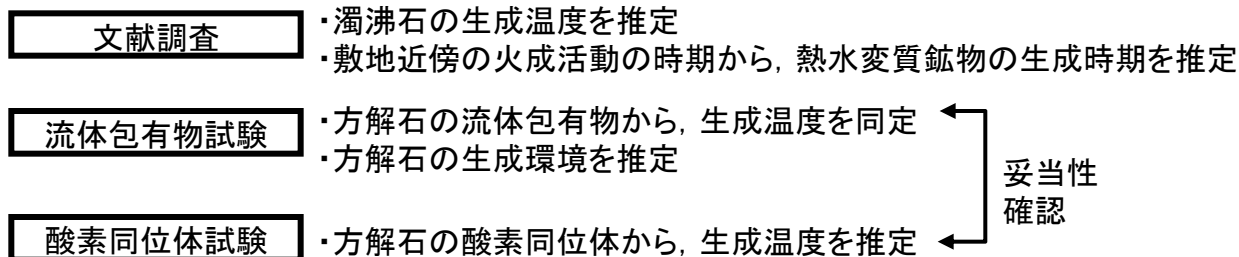 文献調査
・濁沸石の生成温度を推定
・敷地近傍の火成活動の時期から，熱水変質鉱物の生成時期を推定
流体包有物試験
・方解石の流体包有物から，生成温度を同定
・方解石の生成環境を推定
妥当性
確認
酸素同位体試験
・方解石の酸素同位体から，生成温度を推定